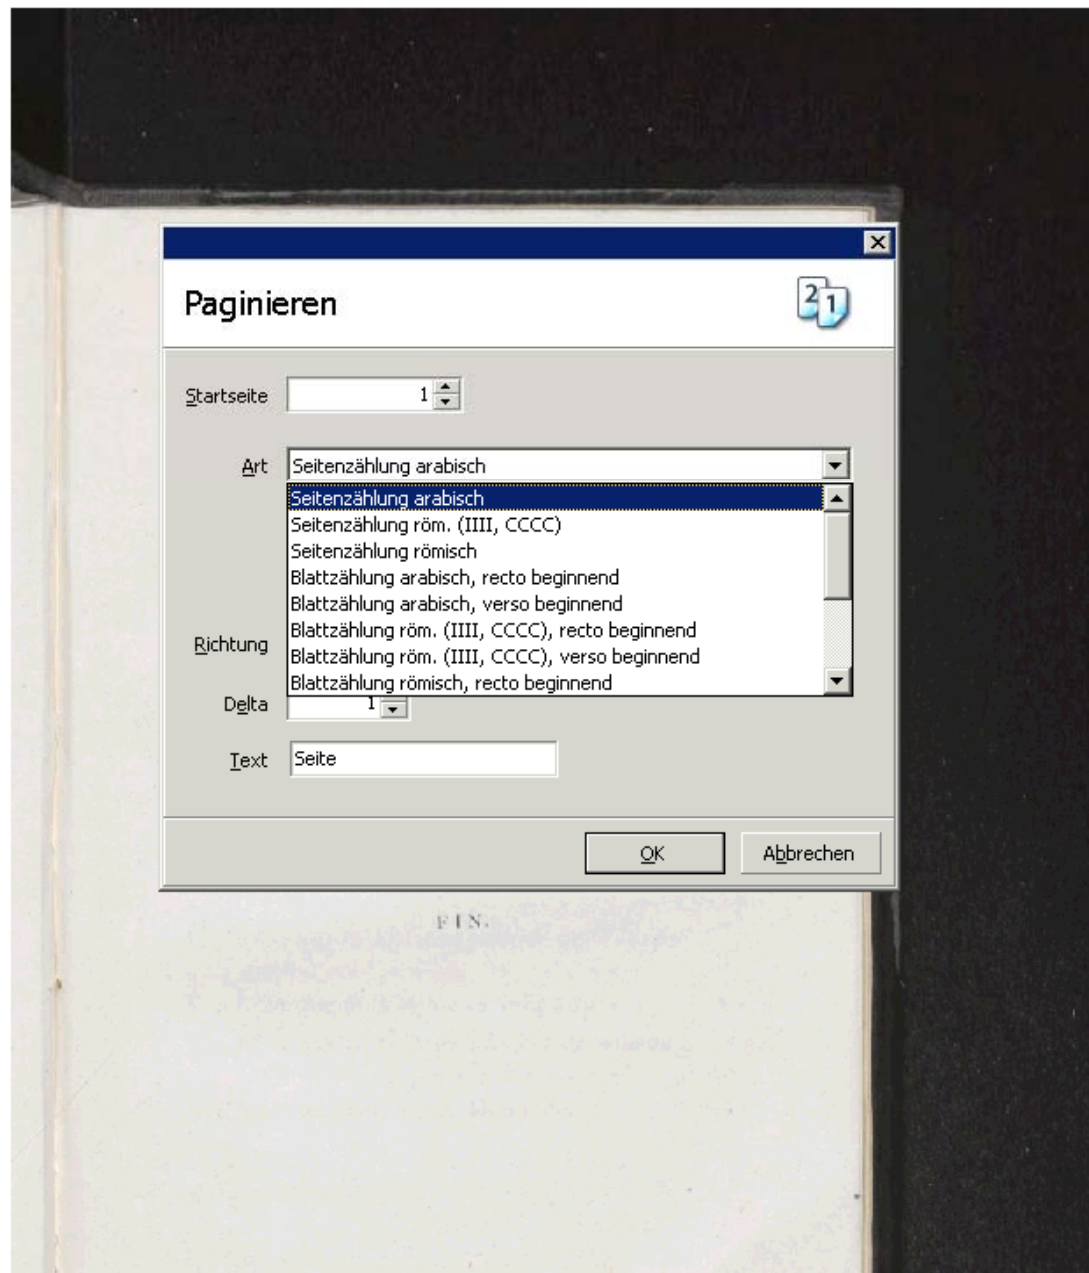 Paginieren
2 1
Startseite 1
Art Seitenzählung arabisch
Seitenzählung arabisch
Seitenzählung röm. (IIII, CCCC)
Seitenzählung römisch
Blattzählung arabisch, recto beginnend
Blattzählung arabisch, verso beginnend
Blattzählung röm. (IIII, CCCC), recto beginnend
Richtung
Blattzählung röm. (IIII, CCCC), verso beginnend
Blattzählung römisch, recto beginnend
Delta 1
Text Seite
OK Abbrechen
FIN.